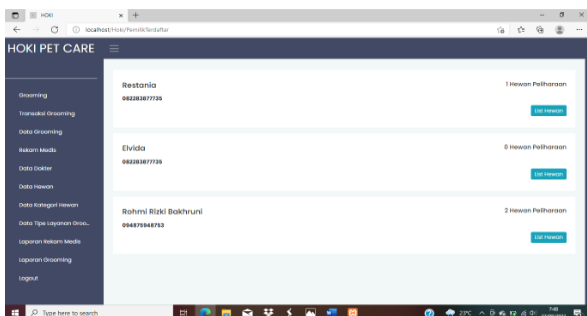 HOKI
localhost/Hoki/PemilikTerdaftar
HOKI PET CARE
Grooming
Transaksi Grooming
Data Grooming
Rekam Medis
Data Dokter
Data Hewan
Data Kategori Hewan
Data Tipe Layanan Groo...
Laporan Rekam Medis
Laporan Grooming
Logout
Restania
1 Hewan Peliharaan
082283877735
List Hewan
Elvida
0 Hewan Peliharaan
082283877735
List Hewan
Rohmi Rizki Bakhruni
2 Hewan Peliharaan
094875948753
List Hewan
Type here to search
23°C
7:48